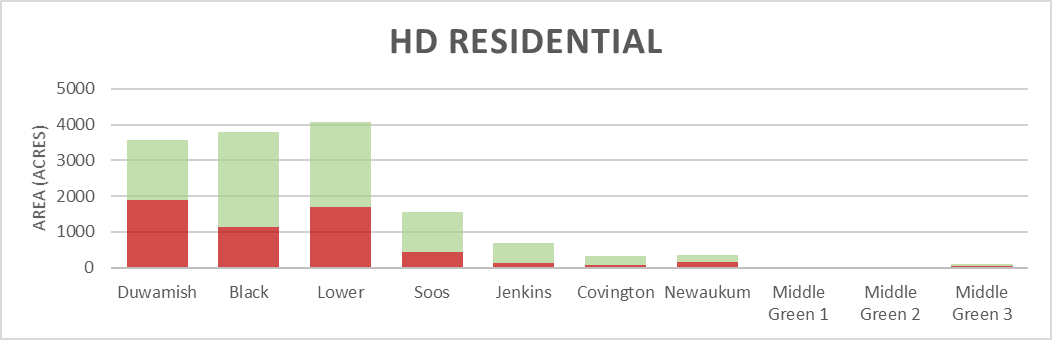 HD RESIDENTIAL
AREA (ACRES)
5000
4000
3000
2000
1000
0
Duwamish Black Lower Soos Jenkins Covington Newaukum Middle Middle Middle
Green 1 Green 2 Green 3